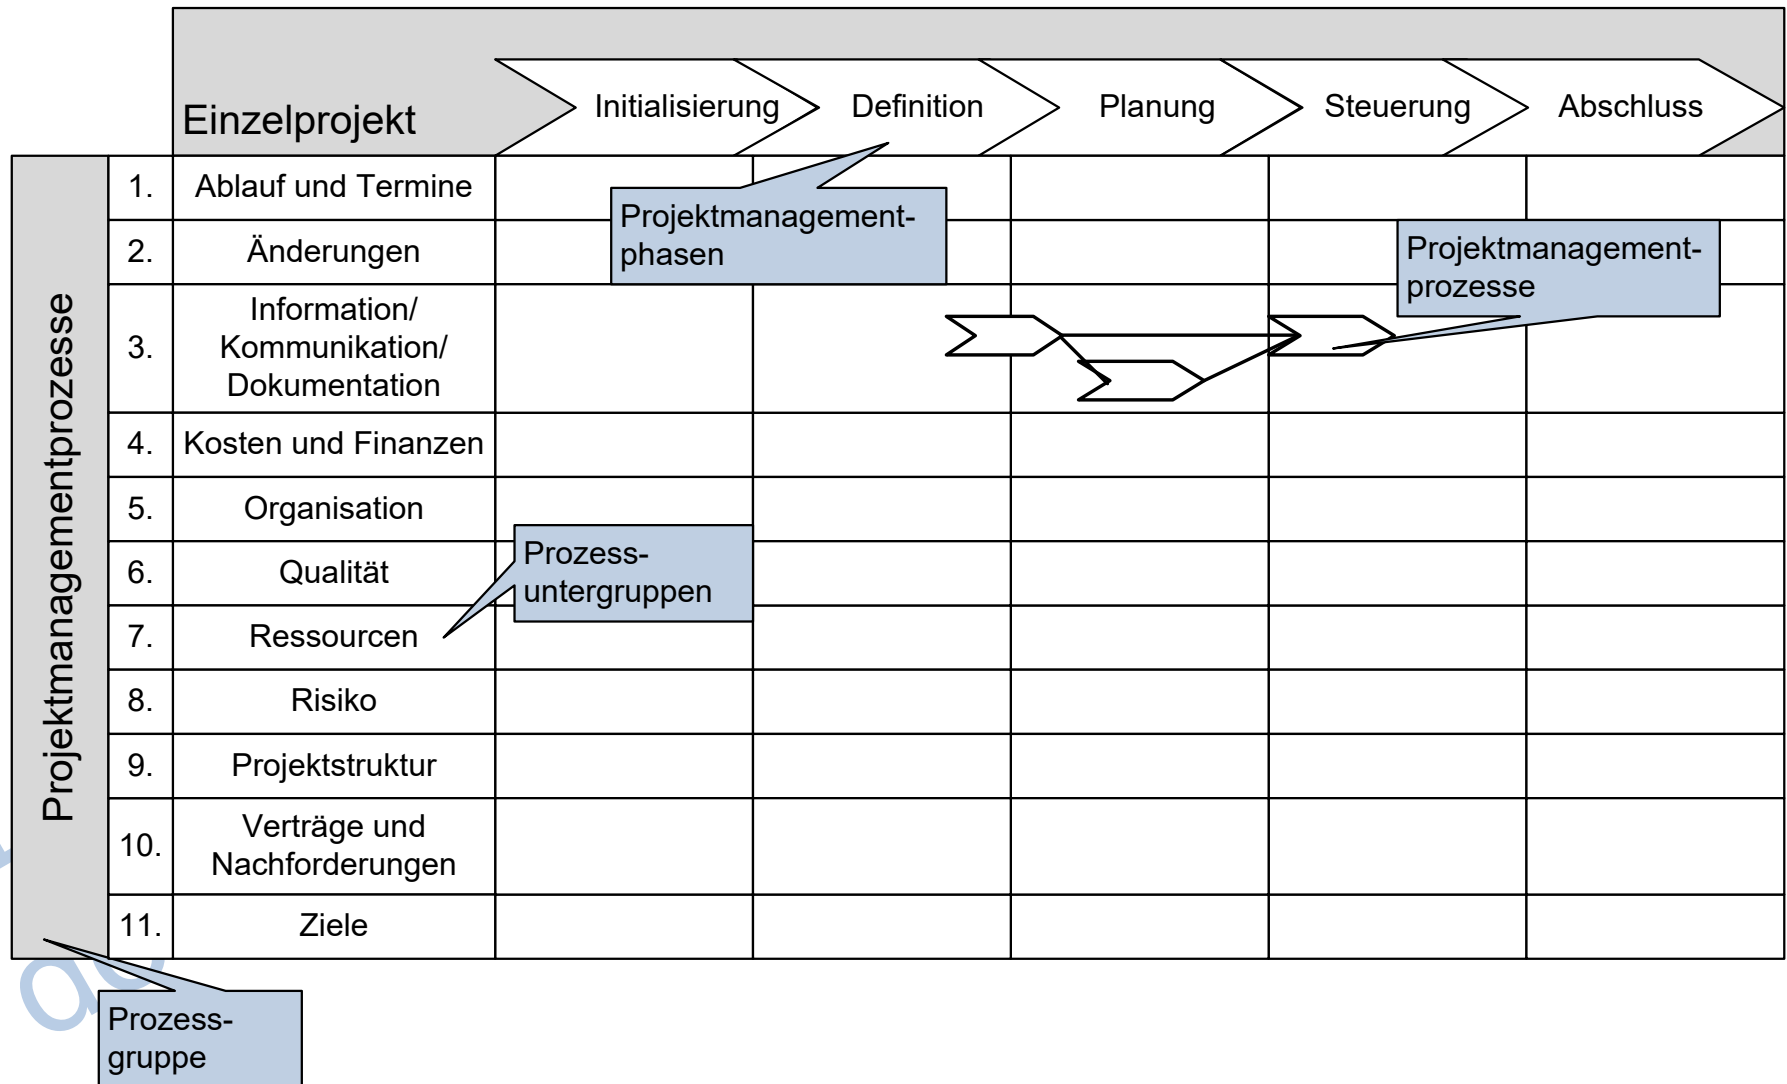 Einzelprojekt
Initialisierung
Definition
Planung
Steuerung
Abschluss
Projektmanagementprozesse
1. Ablauf und Termine
2. Änderungen
3. Information/
Kommunikation/
Dokumentation
4. Kosten und Finanzen
5. Organisation
6. Qualität
7. Ressourcen
8. Risiko
9. Projektstruktur
10. Verträge und
Nachforderungen
11. Ziele
Projektmanagement-
phasen
Projektmanagement-
prozesse
Prozess-
untergruppen
Prozess-
gruppe